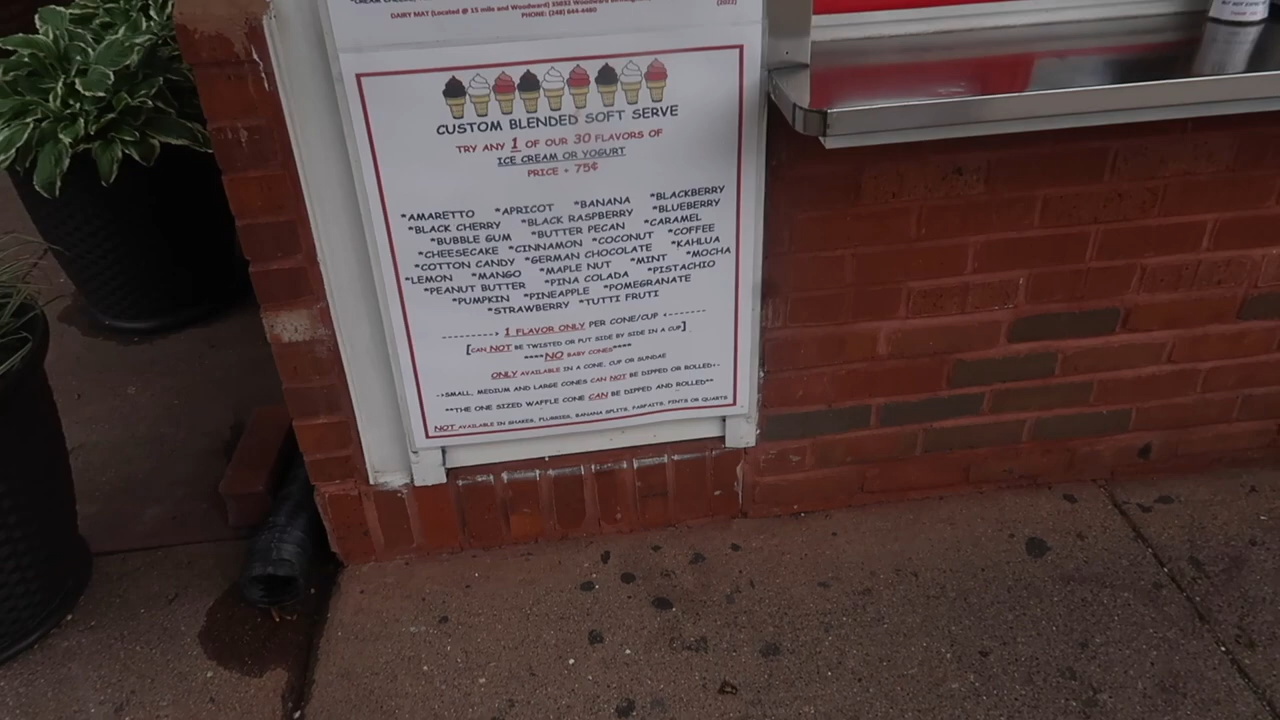 DAIRY MAT (Located @ 15 mile and Woodward) 35033 Woodward
(2022)
PHONE: (248) 644-6480
CUSTOM BLENDED SOFT SERVE
TRY ANY 1 OF OUR 30 FLAVORS OF
ICE CREAM OR YOGURT
PRICE + 75¢
*AMARETTO *APRICOT *BANANA *BLACKBERRY
*BLACK CHERRY *BLACK RASPBERRY *BLUEBERRY
*BUBBLE GUM *BUTTER PECAN *CARAMEL
*CHEESECAKE *CINNAMON *COCONUT *COFFEE
*COTTON CANDY *GERMAN CHOCOLATE *KAHLUA
*LEMON *MANGO *MAPLE NUT *MINT *MOCHA
*PEANUT BUTTER *PINA COLADA *PISTACHIO
*PUMPKIN *PINEAPPLE *POMEGRANATE
*STRAWBERRY *TUTTI FRUTI
--------> 1 FLAVOR ONLY PER CONE/CUP <--------
[CAN NOT BE TWISTED OR PUT SIDE BY SIDE IN A CUP]
****NO BABY CONES****
ONLY AVAILABLE IN A CONE, CUP OR SUNDAE
->SMALL, MEDIUM AND LARGE CONES CAN NOT BE DIPPED OR ROLLED<-
**THE ONE SIZED WAFFLE CONE CAN BE DIPPED AND ROLLED**
NOT AVAILABLE IN SHAKES, FLURRIES, BANANA SPLITS, PARFAITS, PINTS OR QUARTS